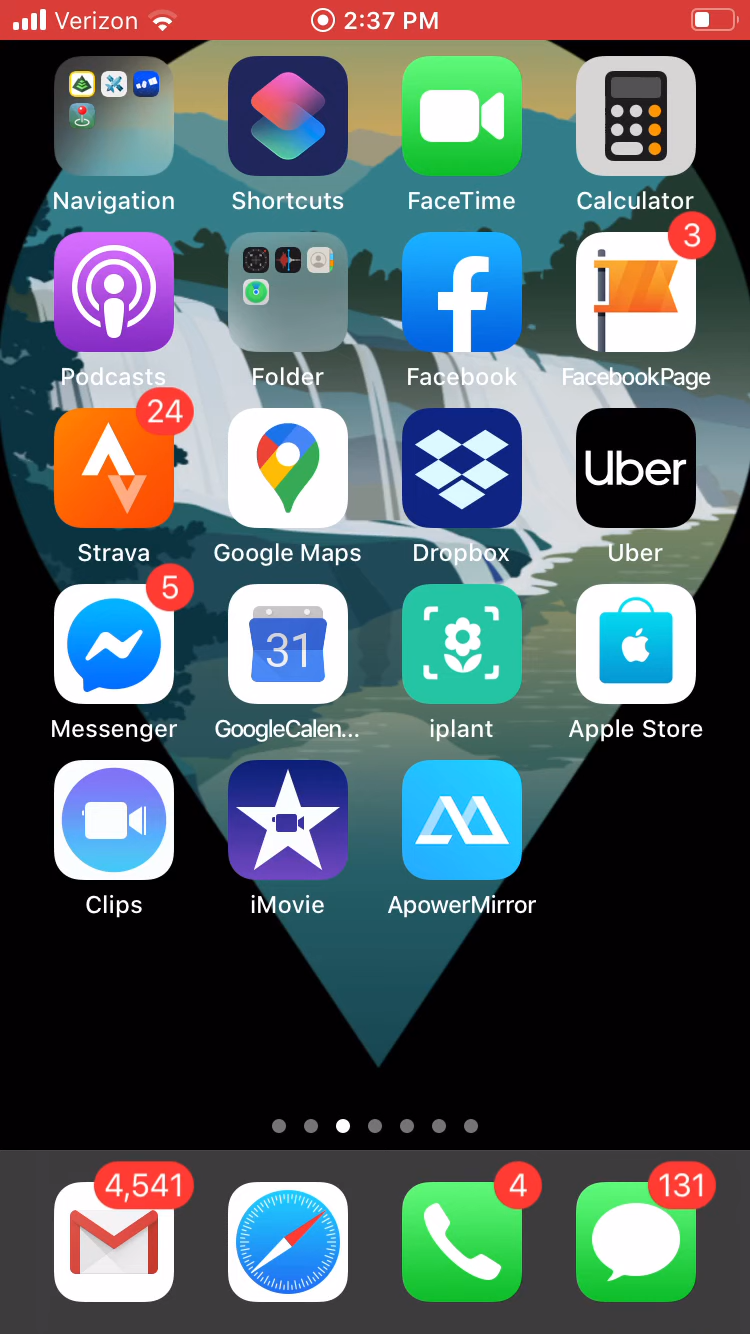 Verizon 2:37 PM
Navigation Shortcuts FaceTime Calculator
3
Podcasts Folder Facebook FacebookPage
24
Uber
Strava Google Maps Dropbox Uber
5
31
Messenger GoogleCalen... iplant Apple Store
Clips iMovie ApowerMirror
4,541 4 131